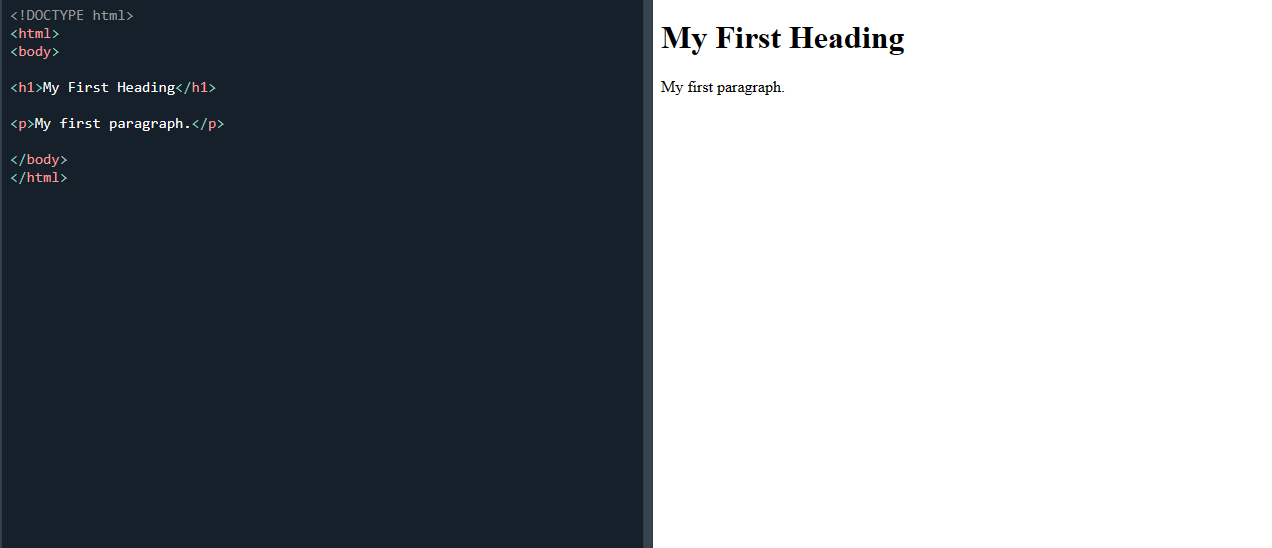 <!DOCTYPE html>
<html>
<body>
<h1>My First Heading</h1>
<p>My first paragraph.</p>
</body>
</html>
My First Heading
My first paragraph.